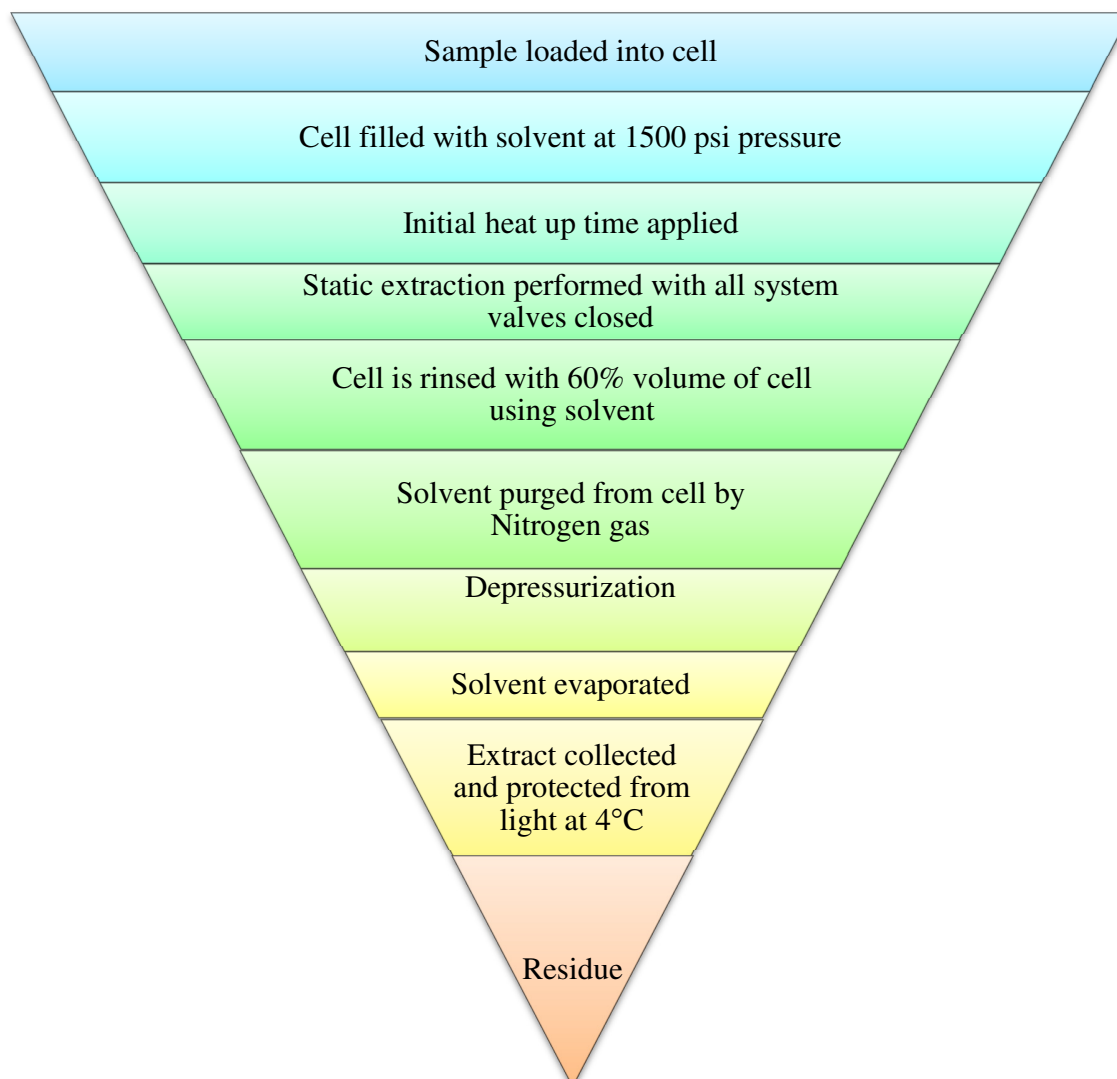 Sample loaded into cell
Cell filled with solvent at 1500 psi pressure
Initial heat up time applied
Static extraction performed with all system
valves closed
Cell is rinsed with 60% volume of cell
using solvent
Solvent purged from cell by
Nitrogen gas
Depressurization
Solvent evaporated
Extract collected
and protected from
light at 4°C
Residue